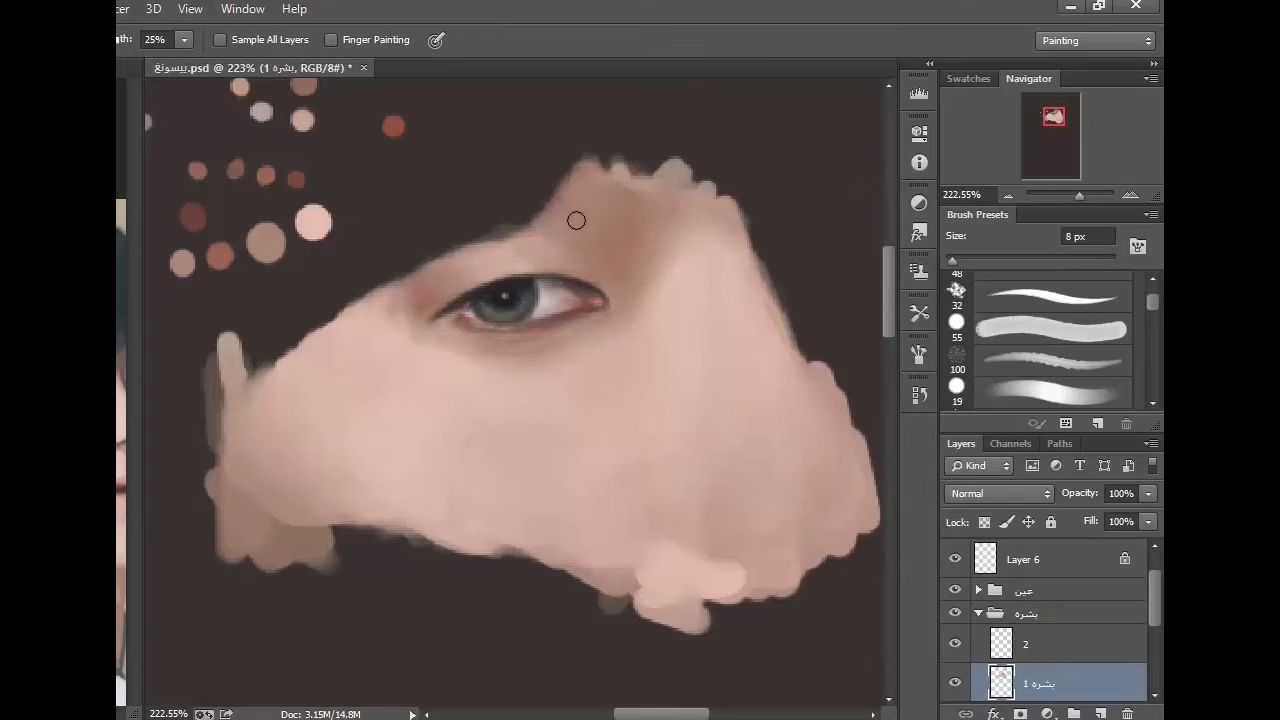 cer 3D View Window Help
th: 25% Sample All Layers Finger Painting Painting
بيسونغ.psd @ 223% (بشره 1, RGB/8#) *
Swatches Navigator
222.55%
Brush Presets
Size: 8 px
48
32
55
100
19
Layers Channels Paths
Kind
Normal Opacity: 100%
Lock: Fill: 100%
Layer 6
عين
بشره
2
بشره 1
222.55% Doc: 3.15M/14.8M